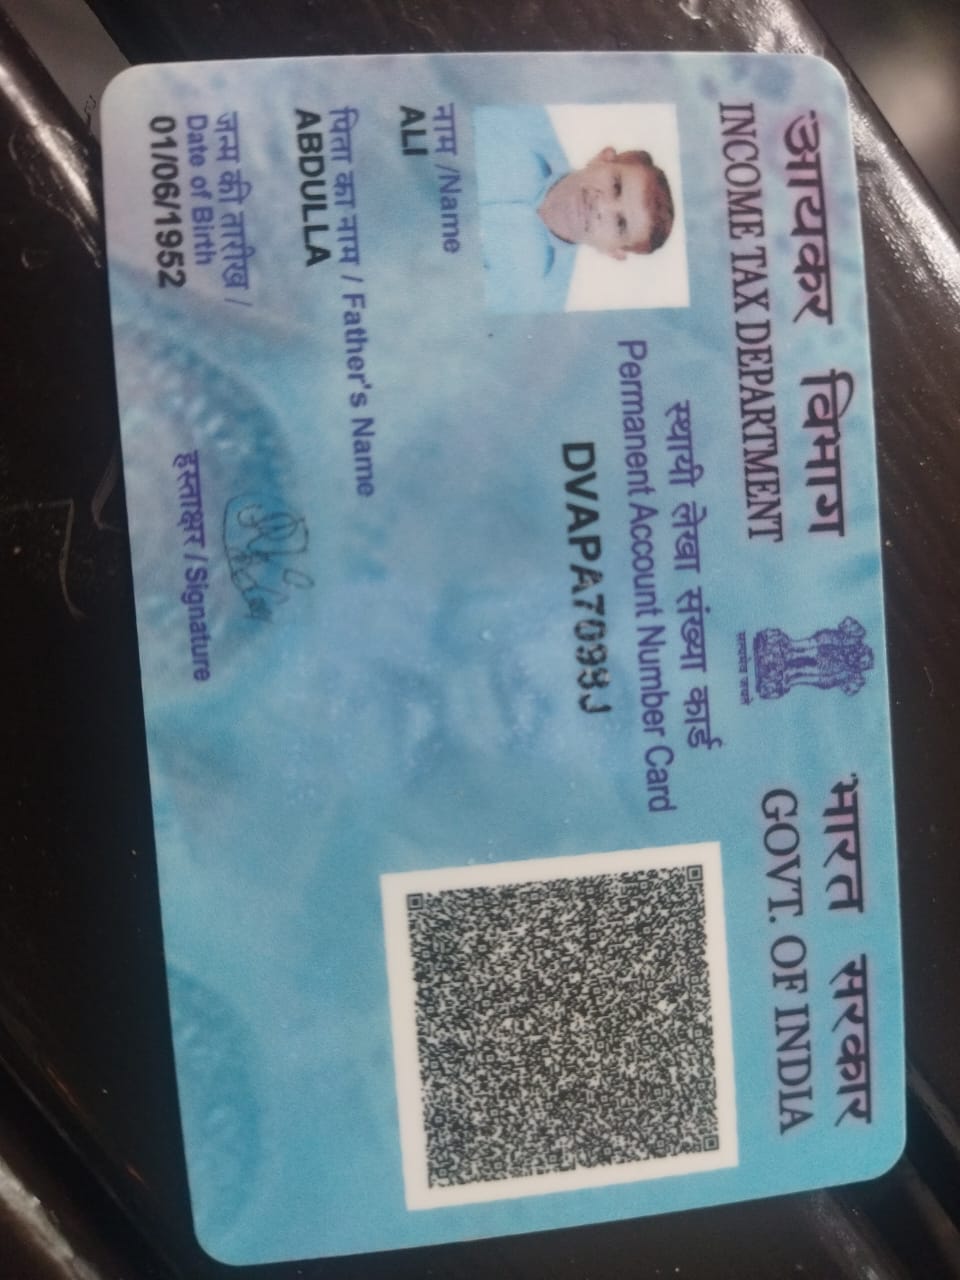 आयकर विभाग
INCOME TAX DEPARTMENT
सत्यमेव जयते
भारत सरकार
GOVT. OF INDIA
स्थायी लेखा संख्या कार्ड
Permanent Account Number Card
DVAPA7099J
नाम /Name
ALI
पिता का नाम / Father's Name
ABDULLA
जन्म की तारीख /
Date of Birth
01/06/1952
हस्ताक्षर / Signature